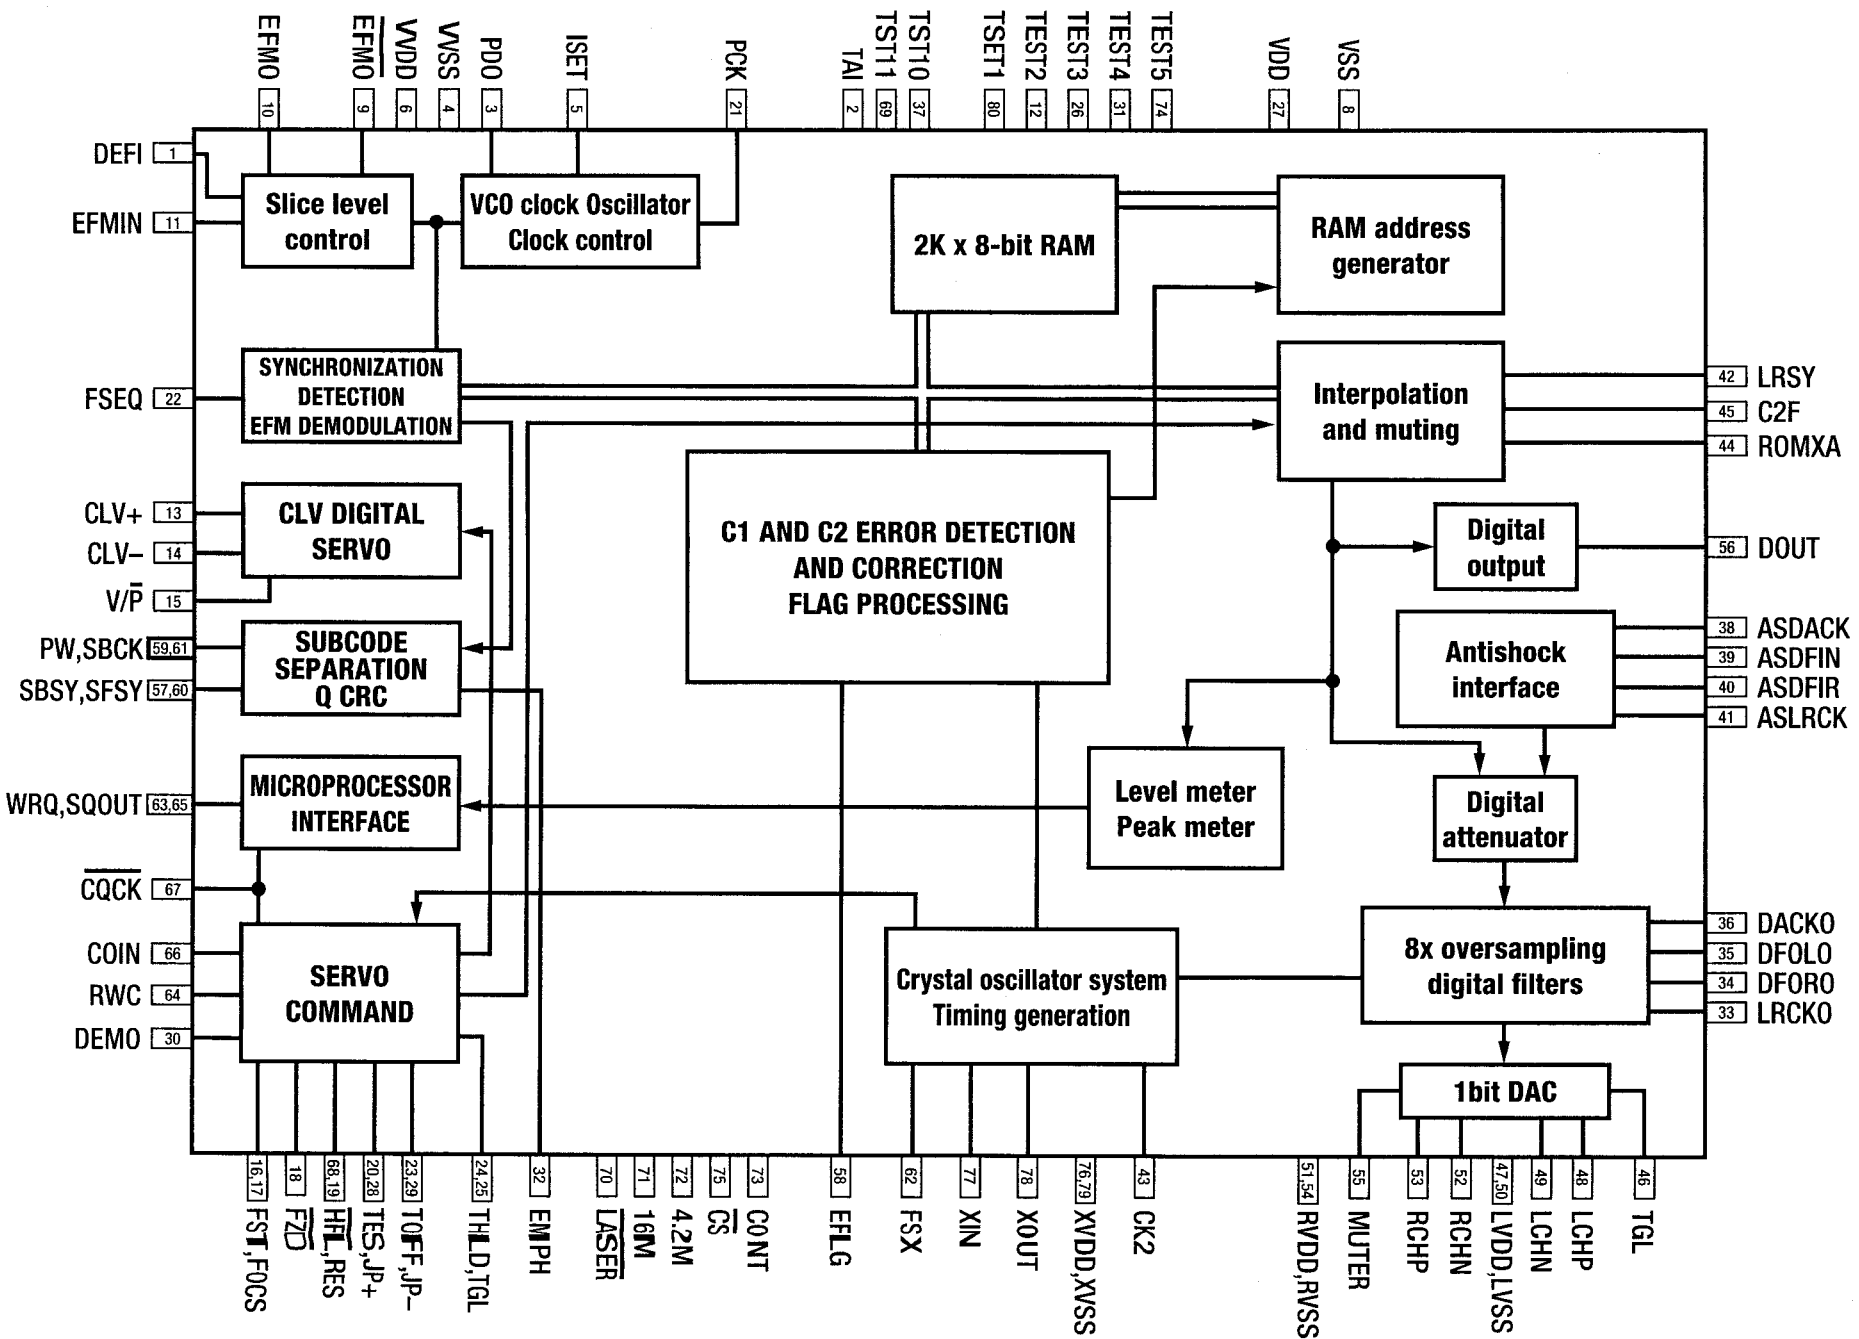 EFMO
EFMO
VVDD
VVSS
PDO
ISET
PCK
TAI
TST11
TST10
TSET1
TEST2
TEST3
TEST4
TEST5
VDD
VSS
10
9
6
4
3
5
21
2
69
37
80
12
26
31
74
27
8
DEFI 1
EFMIN 11
Slice level
control
VCO clock Oscillator
Clock control
2K x 8-bit RAM
RAM address
generator
FSEQ 22
SYNCHRONIZATION
DETECTION
EFM DEMODULATION
Interpolation
and muting
42 LRSY
45 C2F
44 ROMXA
CLV+ 13
CLV– 14
V/P̅ 15
CLV DIGITAL
SERVO
C1 AND C2 ERROR DETECTION
AND CORRECTION
FLAG PROCESSING
Digital
output
56 DOUT
PW,SBCK 59,61
SBSY,SFSY 57,60
SUBCODE
SEPARATION
Q CRC
Antishock
interface
38 ASDACK
39 ASDFIN
40 ASDFIR
41 ASLRCK
WRQ,SQOUT 63,65
MICROPROCESSOR
INTERFACE
Level meter
Peak meter
Digital
attenuator
CQCK 67
COIN 66
RWC 64
DEMO 30
SERVO
COMMAND
Crystal oscillator system
Timing generation
8x oversampling
digital filters
36 DACKO
35 DFOLO
34 DFORO
33 LRCKO
1bit DAC
16,17
18
68,19
20,28
23,29
24,25
32
70
71
72
75
73
58
62
77
78
76,79
43
51,54
55
53
52
47,50
49
48
46
FST,FOCS
FZD
HFL,RES
TES,JP+
TOFF,JP–
THLD,TGL
EMPH
LASER
16M
4.2M
CS
CONT
EFLG
FSX
XIN
XOUT
XVDD,XVSS
CK2
RVDD,RVSS
MUTER
RCHP
RCHN
LVDD,LVSS
LCHN
LCHP
TGL